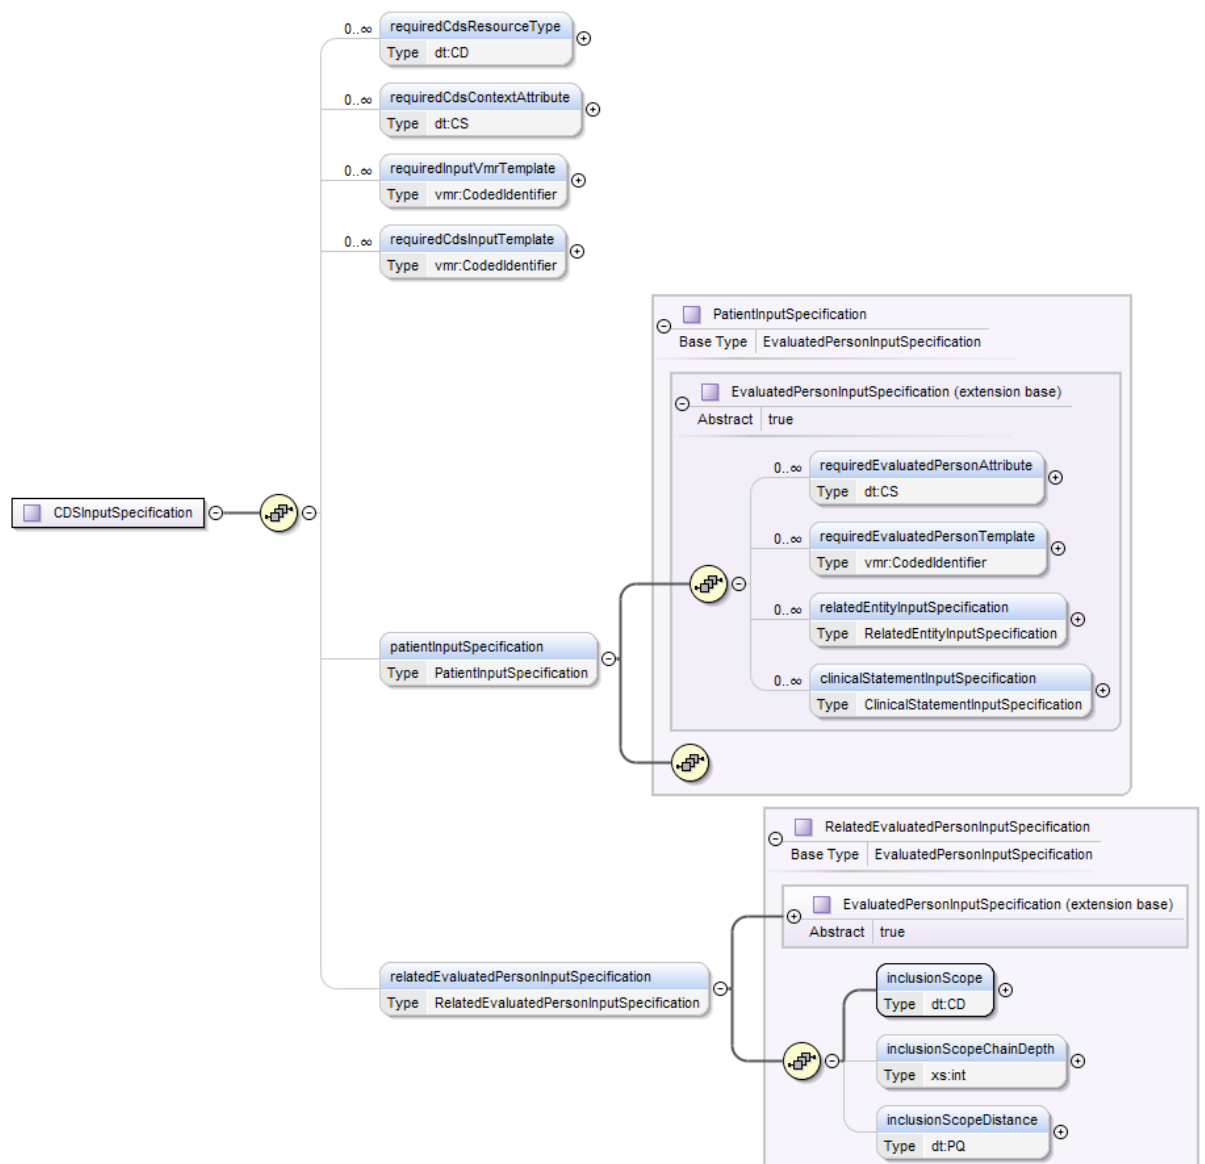 0..∞ requiredCdsResourceType
Type dt:CD
0..∞ requiredCdsContextAttribute
Type dt:CS
0..∞ requiredInputVmrTemplate
Type vmr:CodedIdentifier
0..∞ requiredCdsInputTemplate
Type vmr:CodedIdentifier
PatientInputSpecification
Base Type EvaluatedPersonInputSpecification
EvaluatedPersonInputSpecification (extension base)
Abstract true
0..∞ requiredEvaluatedPersonAttribute
Type dt:CS
CDSInputSpecification
0..∞ requiredEvaluatedPersonTemplate
Type vmr:CodedIdentifier
0..∞ relatedEntityInputSpecification
Type RelatedEntityInputSpecification
patientInputSpecification
Type PatientInputSpecification
0..∞ clinicalStatementInputSpecification
Type ClinicalStatementInputSpecification
RelatedEvaluatedPersonInputSpecification
Base Type EvaluatedPersonInputSpecification
EvaluatedPersonInputSpecification (extension base)
Abstract true
relatedEvaluatedPersonInputSpecification
Type RelatedEvaluatedPersonInputSpecification
inclusionScope
Type dt:CD
inclusionScopeChainDepth
Type xs:int
inclusionScopeDistance
Type dt:PQ